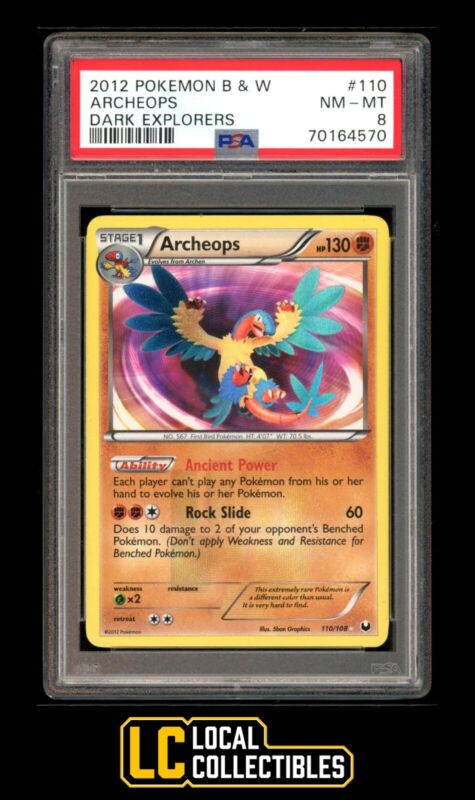 2012 POKEMON B & W #110
ARCHEOPS NM - MT
DARK EXPLORERS 8
PSA 70164570
STAGE 1 Archeops HP 130
Evolves from Archen
NO. 567 First Bird Pokémon HT: 4'07" WT: 70.5 lbs.
Ability Ancient Power
Each player can't play any Pokémon from his or her
hand to evolve his or her Pokémon.
Rock Slide 60
Does 10 damage to 2 of your opponent's Benched
Pokémon. (Don't apply Weakness and Resistance for
Benched Pokémon.)
weakness resistance
×2
retreat
This extremely rare Pokémon is
a different color than usual.
It is very hard to find.
©2012 Pokémon
Illus. 5ban Graphics 110/108
PSA
LC LOCAL
COLLECTIBLES